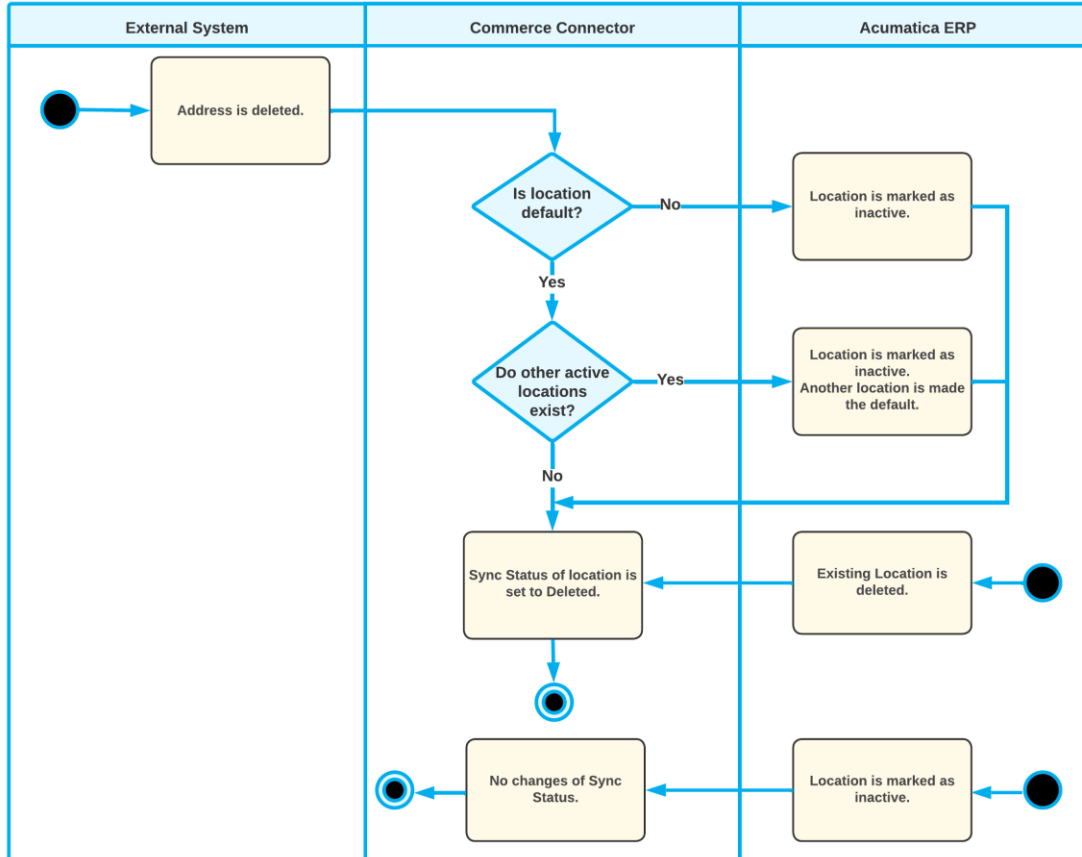 External System
Commerce Connector
Acumatica ERP
Address is deleted.
Is location
default?
No
Location is marked as
inactive.
Yes
Do other active
locations
exist?
Yes
Location is marked as
inactive.
Another location is made
the default.
No
Sync Status of location is
set to Deleted.
Existing Location is
deleted.
No changes of Sync
Status.
Location is marked as
inactive.